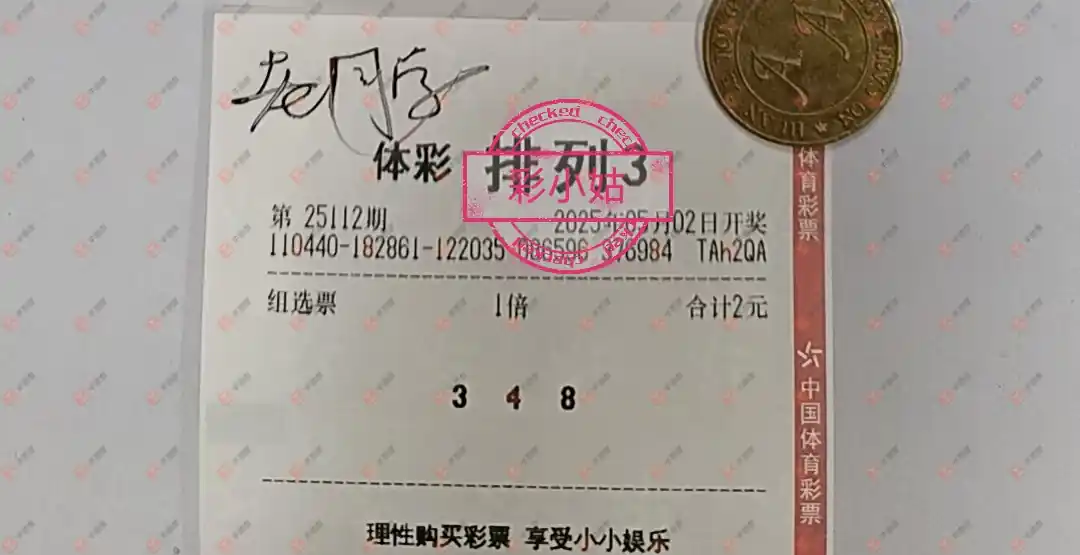 老同学
体彩 排列3
checked
彩小姑
第 25112期 2025年05月02日开奖
110440-182861-122035 TAh2QA
组选票 1倍 合计2元
3 4 8
理性购买彩票 享受小小娱乐
体育彩票
中国体育彩票